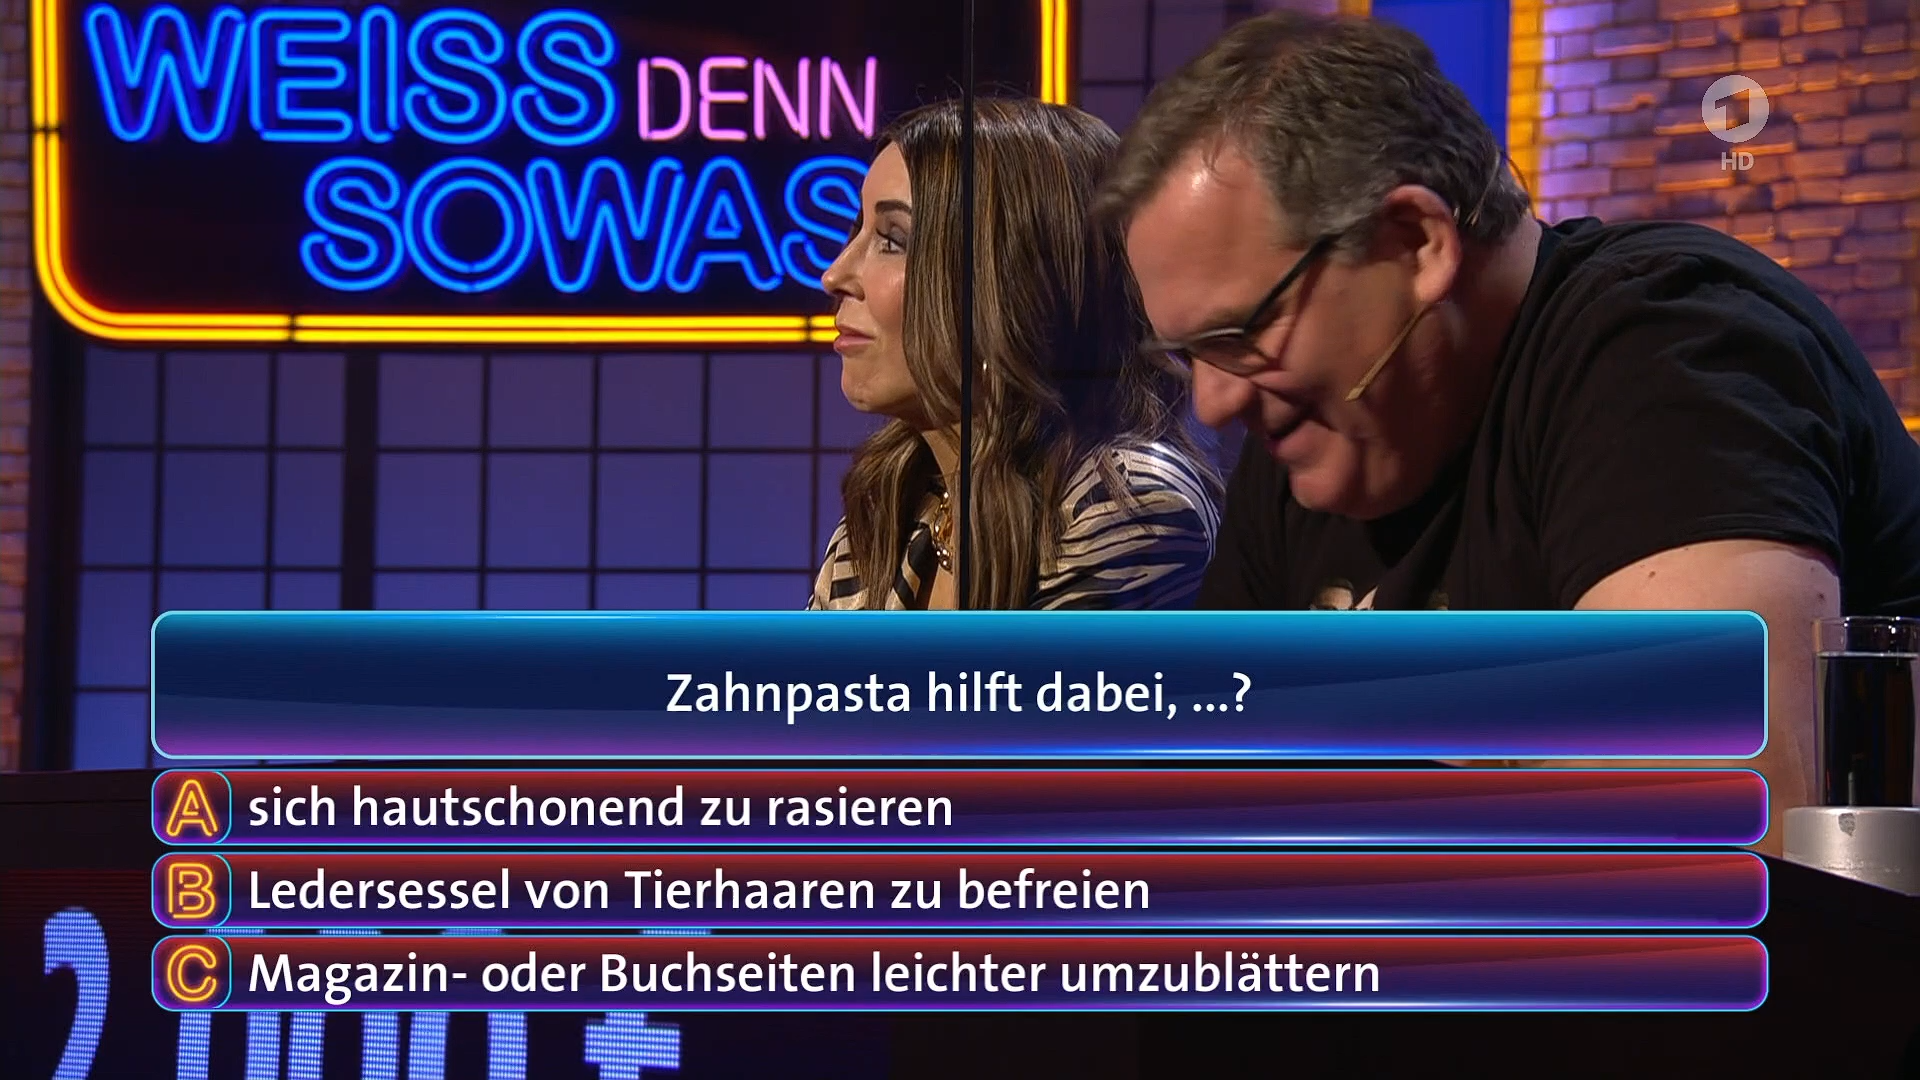 WEISS DENN
SOWAS
HD
Zahnpasta hilft dabei, ...?
A sich hautschonend zu rasieren
B Ledersessel von Tierhaaren zu befreien
C Magazin- oder Buchseiten leichter umzublättern